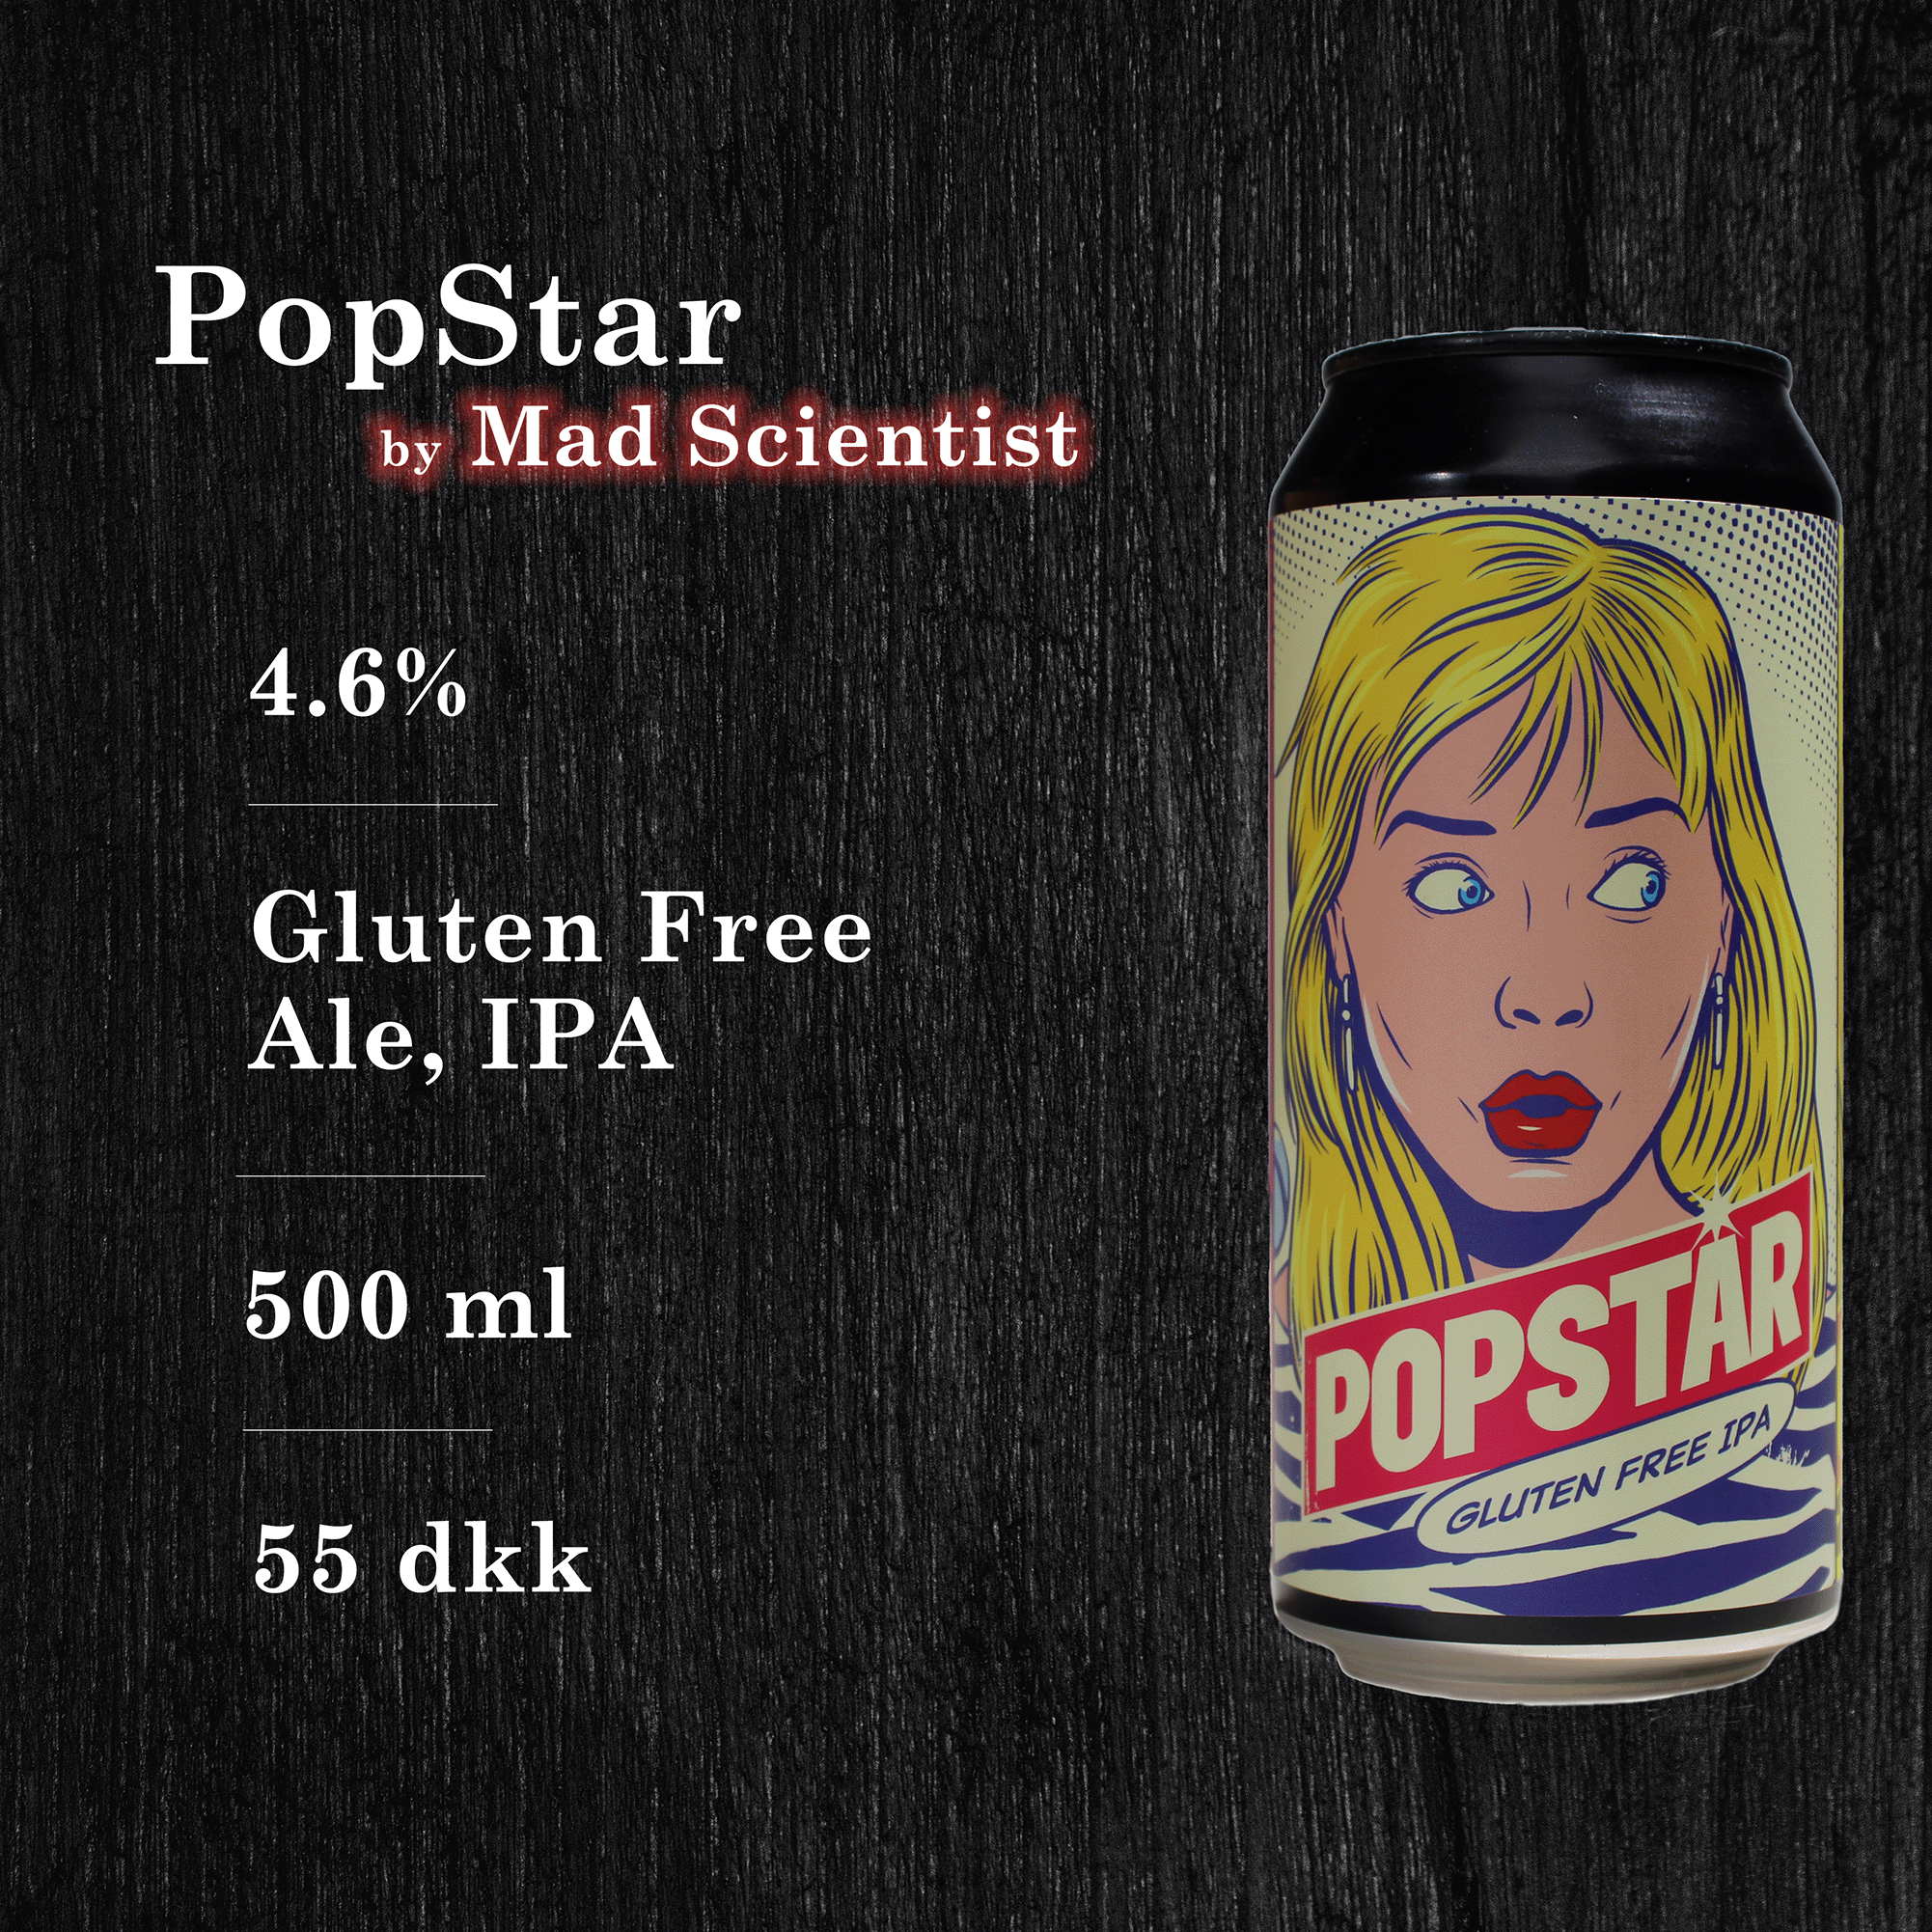 PopStar
by Mad Scientist
4.6%
Gluten Free
Ale, IPA
500 ml
55 dkk
POPSTAR
GLUTEN FREE IPA